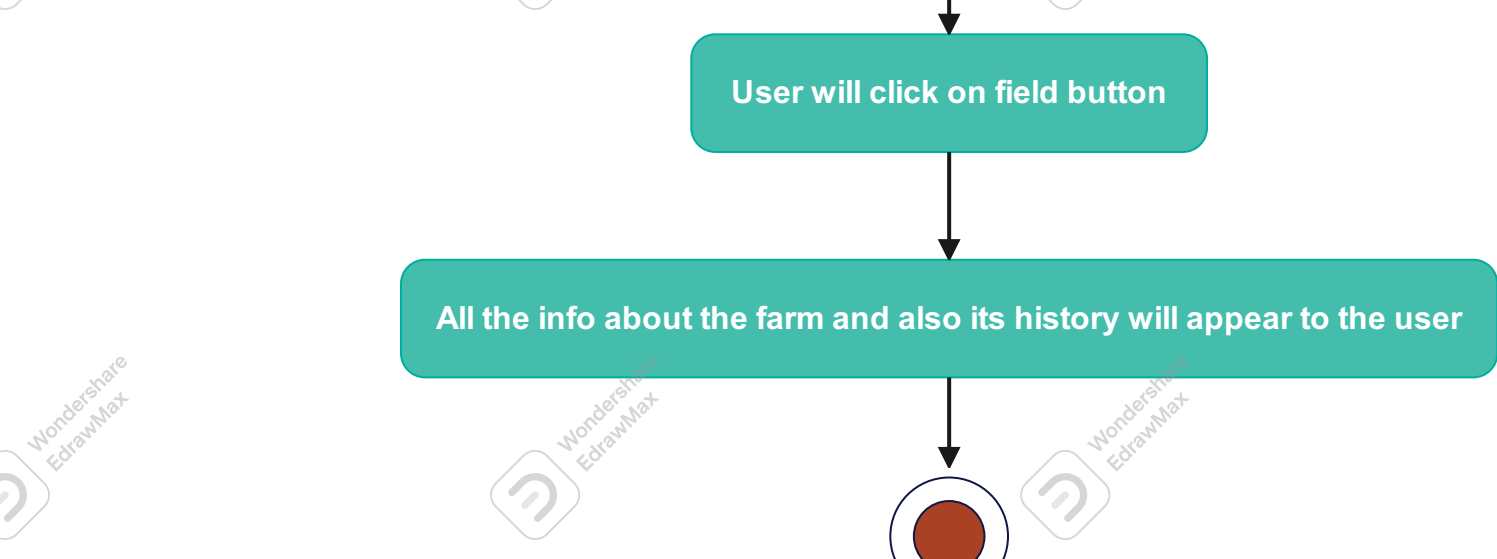 User will click on field button
All the info about the farm and also its history will appear to the user
Wondershare
EdrawMax
Wondershare
EdrawMax
Wondershare
EdrawMax